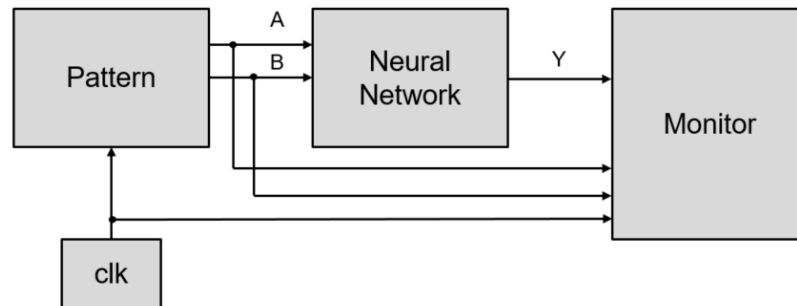 A
B
Pattern
Neural
Network
Y
Monitor
clk